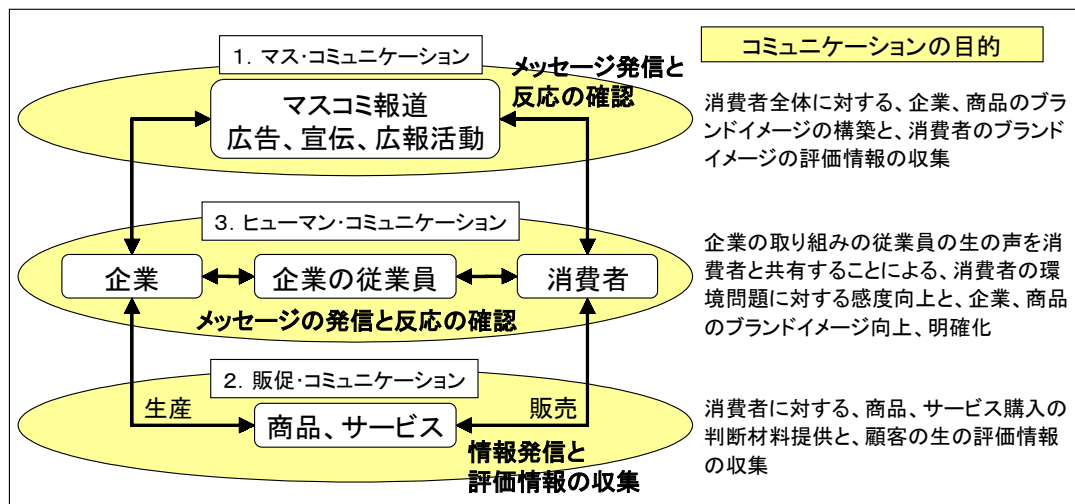 1. マス・コミュニケーション
メッセージ発信と
反応の確認
マスコミ報道
広告、宣伝、広報活動
コミュニケーションの目的
消費者全体に対する、企業、商品のブラ
ンドイメージの構築と、消費者のブランド
イメージの評価情報の収集
3. ヒューマン・コミュニケーション
企業
企業の従業員
消費者
メッセージの発信と反応の確認
企業の取り組みの従業員の生の声を消
費者と共有することによる、消費者の環
境問題に対する感度向上と、企業、商品
のブランドイメージ向上、明確化
2. 販促・コミュニケーション
生産
商品、サービス
販売
情報発信と
評価情報の収集
消費者に対する、商品、サービス購入の
判断材料提供と、顧客の生の評価情報
の収集